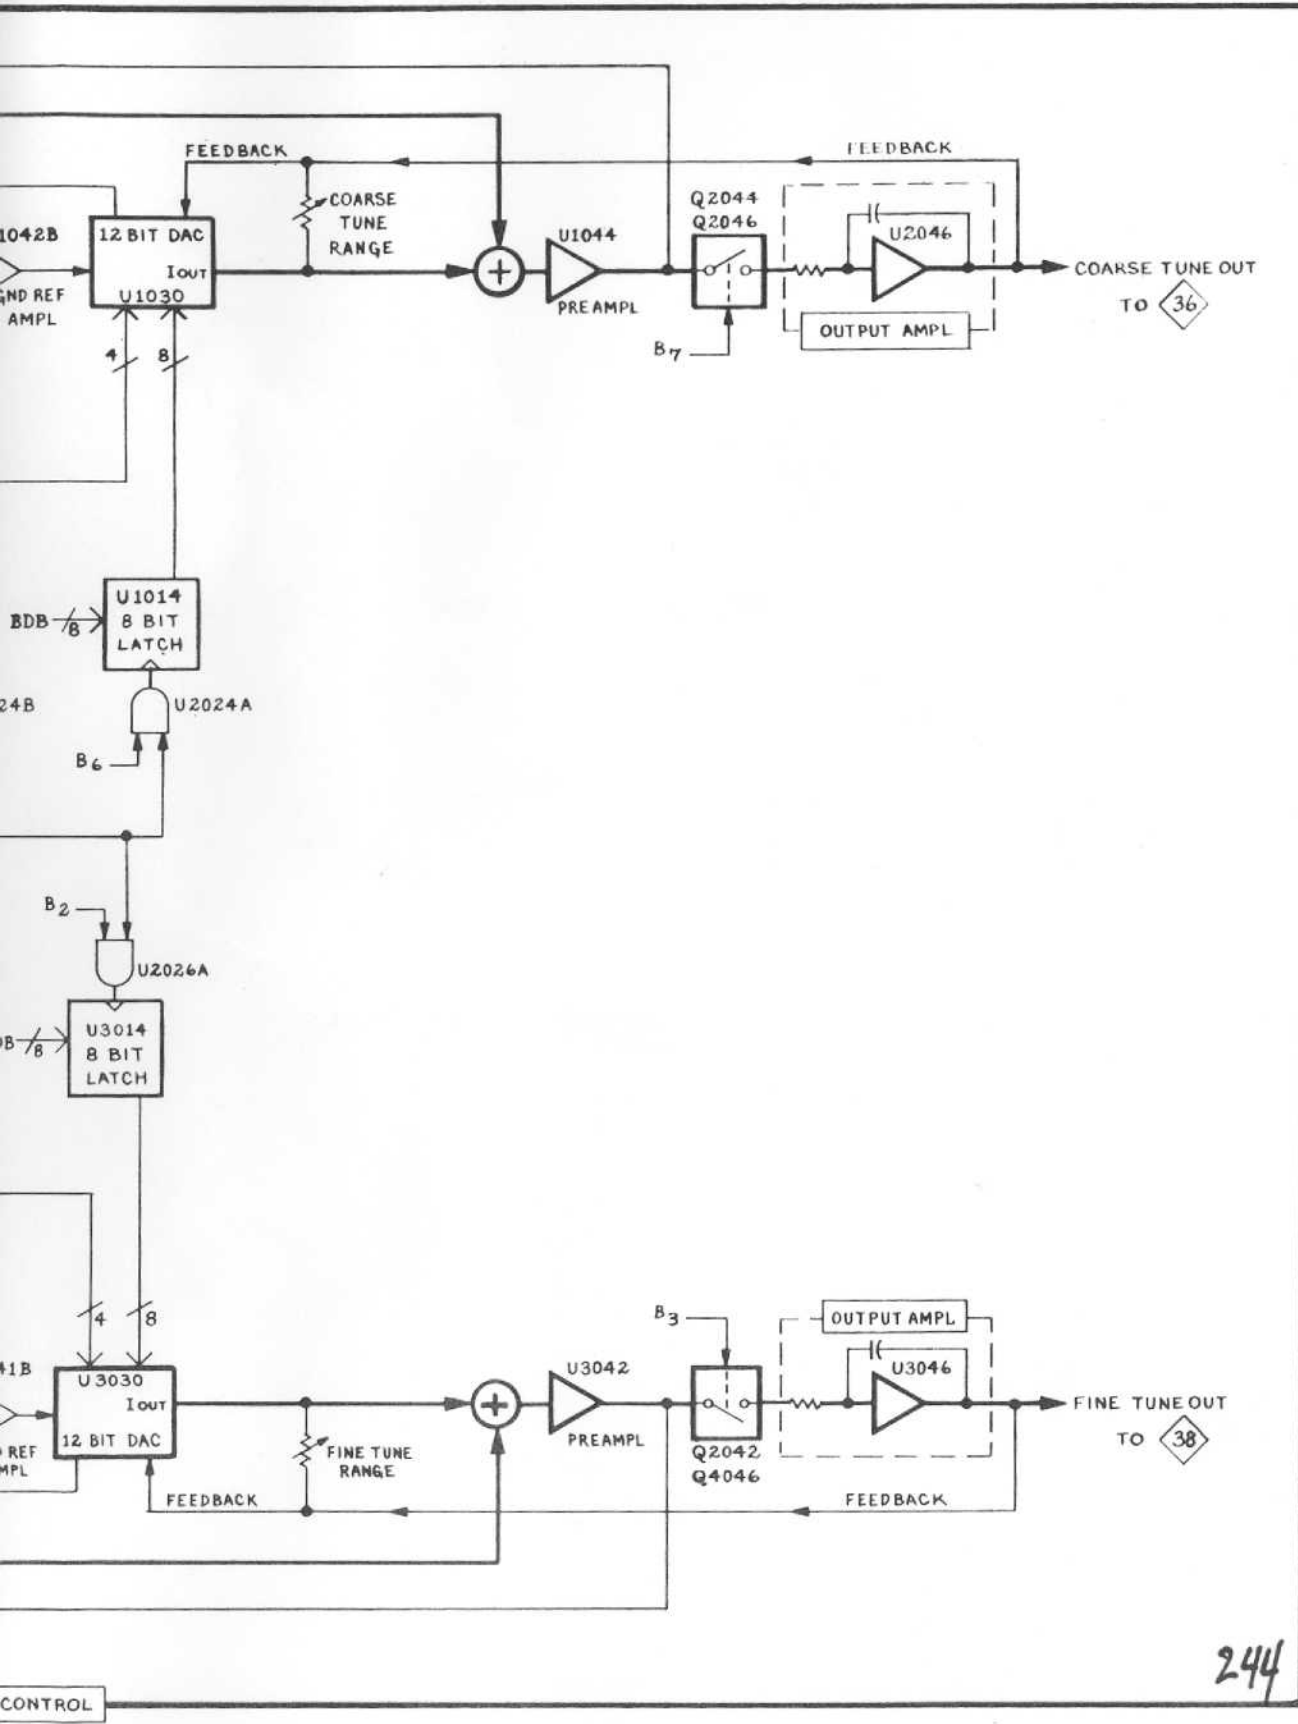 FEEDBACK
FEEDBACK
COARSE
TUNE
RANGE
1042B
12 BIT DAC
IOUT
U1030
GND REF
AMPL
U1044
PREAMPL
Q2044
Q2046
U2046
OUTPUT AMPL
COARSE TUNE OUT
TO 36
B7
4
8
U1014
8 BIT
LATCH
BDB
8
24B
U2024A
B6
B2
U2026A
U3014
8 BIT
LATCH
B
8
4
8
41B
U3030
IOUT
12 BIT DAC
REF
MPL
FEEDBACK
FINE TUNE
RANGE
U3042
PREAMPL
B3
Q2042
Q4046
OUTPUT AMPL
U3046
FEEDBACK
FINE TUNE OUT
TO 38
244
CONTROL